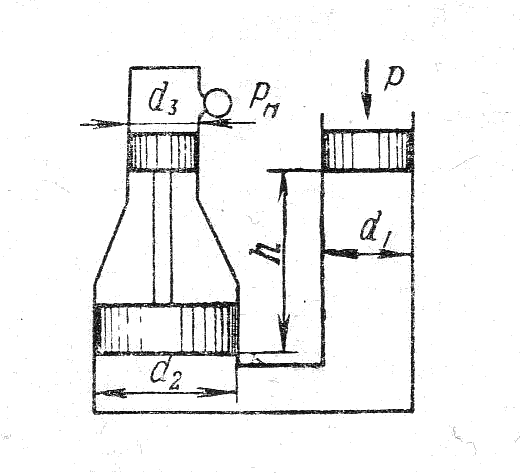 d₃ pм P
h d₁
d₂